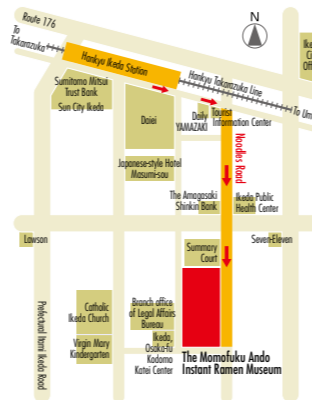 Route 176
N
To
Takarazuka
Hankyu Ikeda Station
Hankyu Takarazuka Line
Sumitomo Mitsui
Trust Bank
Sun City Ikeda
Daiei
Daily
YAMAZAKI
Tourist
Information Center
Noodles Road
Japanese-style Hotel
Masumi-sou
The Amagasaki
Shinkin Bank
Ikeda Public
Health Center
Lawson
Seven-Eleven
Summary
Court
Prefectural Itami Ikeda Road
Catholic
Ikeda Church
Branch office
of Legal Affairs
Bureau
Virgin Mary
Kindergarten
Ikeda,
Osaka-fu
Kodomo
Katei Center
The Momofuku Ando
Instant Ramen Museum